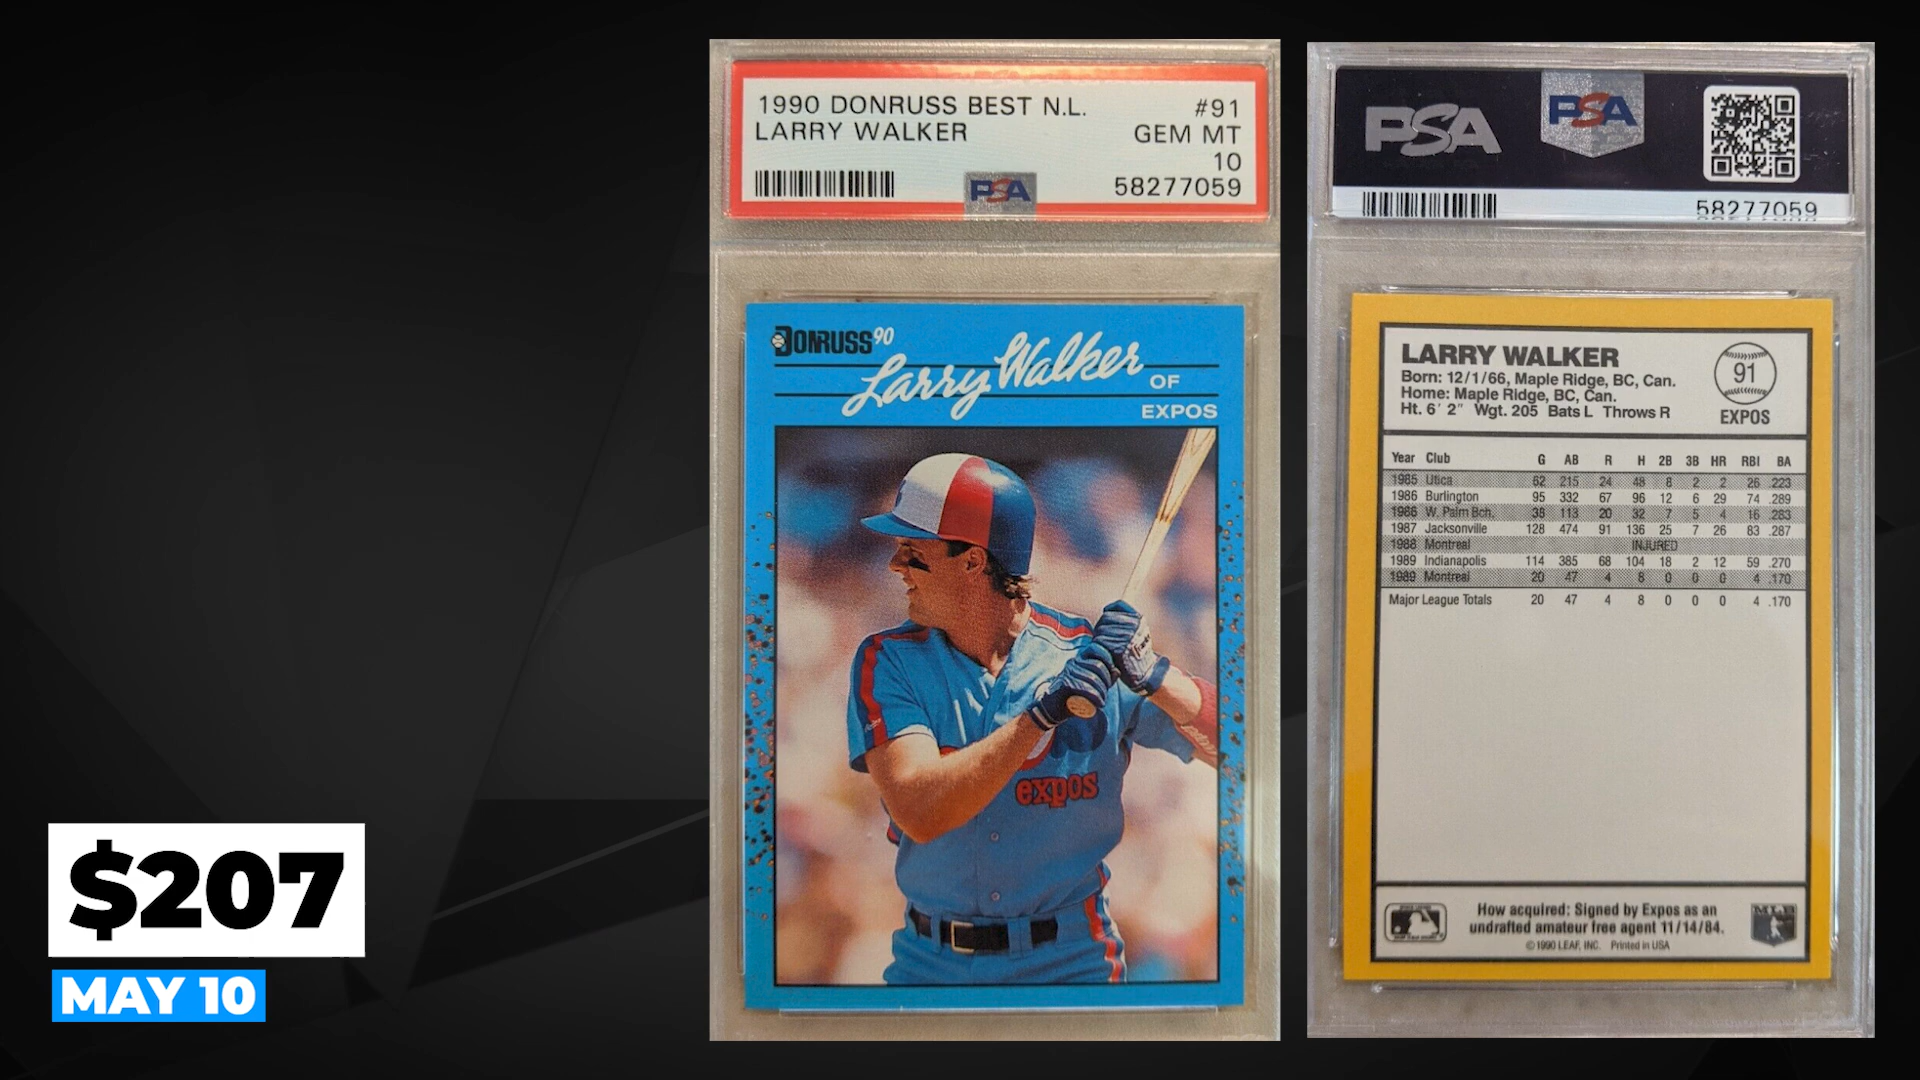 1990 DONRUSS BEST N.L. #91
LARRY WALKER GEM MT
10
PSA 58277059
DONRUSS 90
Larry Walker OF
EXPOS
expos
PSA PSA
58277059
LARRY WALKER
Born: 12/1/66, Maple Ridge, BC, Can.
Home: Maple Ridge, BC, Can.
Ht. 6' 2" Wgt. 205 Bats L Throws R
91
EXPOS
Year Club G AB R H 2B 3B HR RBI BA
1985 Utica 62 215 24 48 8 2 2 26 .223
1986 Burlington 95 332 67 96 12 6 29 74 .289
1986 W. Palm Bch. 38 113 20 32 7 5 4 16 .283
1987 Jacksonville 128 474 91 136 25 7 26 83 .287
1988 Montreal INJURED
1989 Indianapolis 114 385 68 104 18 2 12 59 .270
1989 Montreal 20 47 4 8 0 0 0 4 .170
Major League Totals 20 47 4 8 0 0 0 4 .170
How acquired: Signed by Expos as an
undrafted amateur free agent 11/14/84.
© 1990 LEAF, INC. Printed in USA
MLB
$207
MAY 10